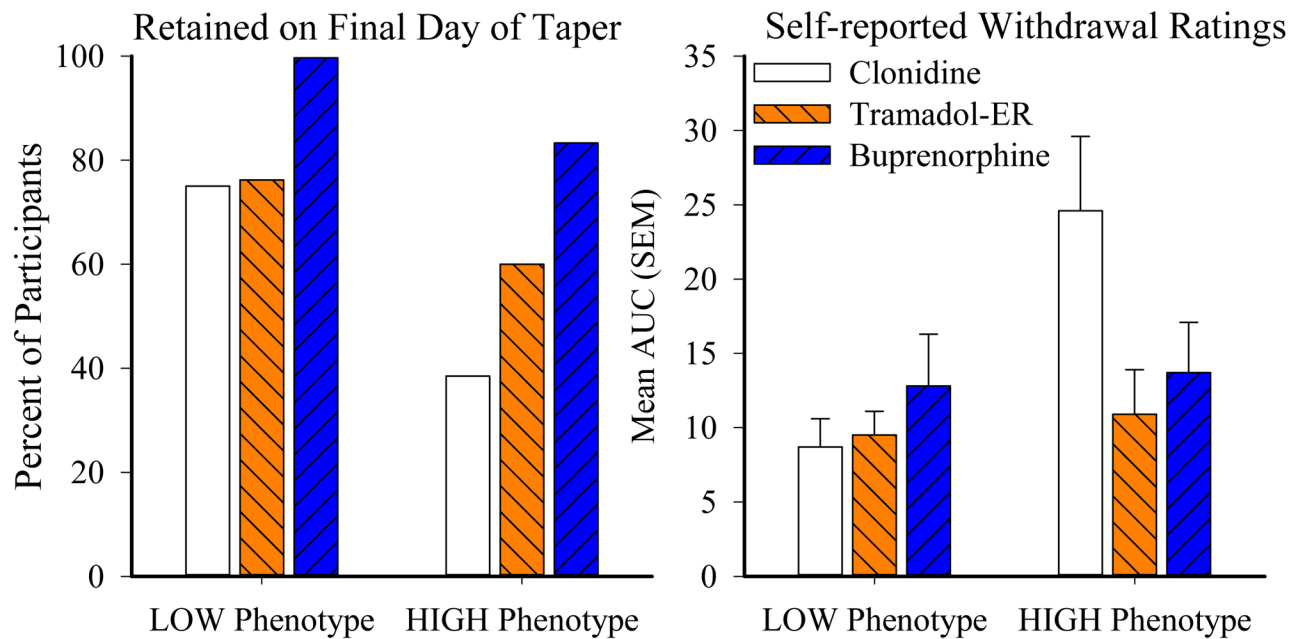 Retained on Final Day of Taper
Percent of Participants
100
80
60
40
20
0
LOW Phenotype
HIGH Phenotype
Self-reported Withdrawal Ratings
Mean AUC (SEM)
35
30
25
20
15
10
5
0
Clonidine
Tramadol-ER
Buprenorphine
LOW Phenotype
HIGH Phenotype